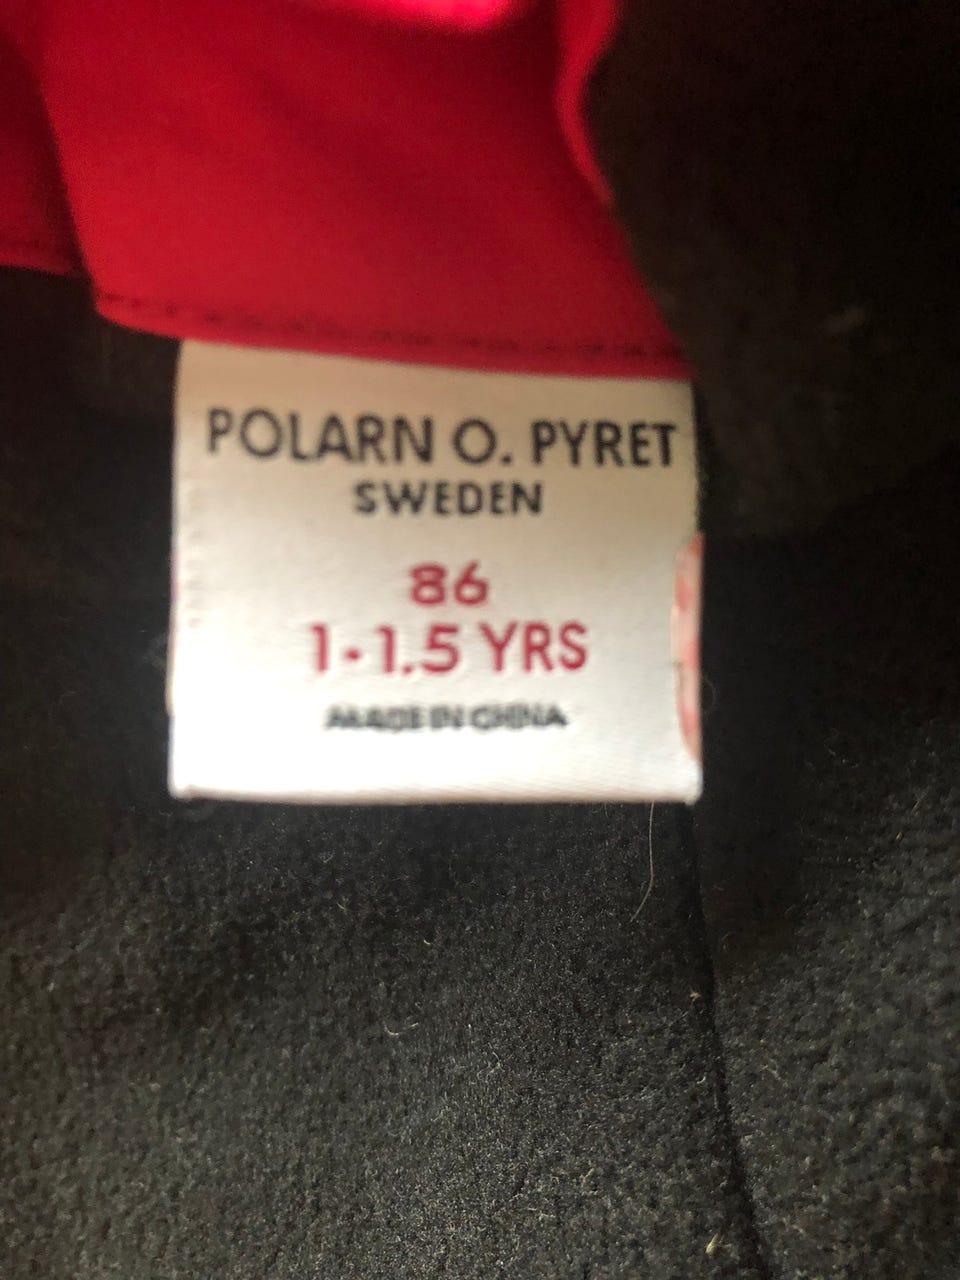 POLARN O. PYRET
SWEDEN
86
1-1.5 YRS
MADE IN CHINA